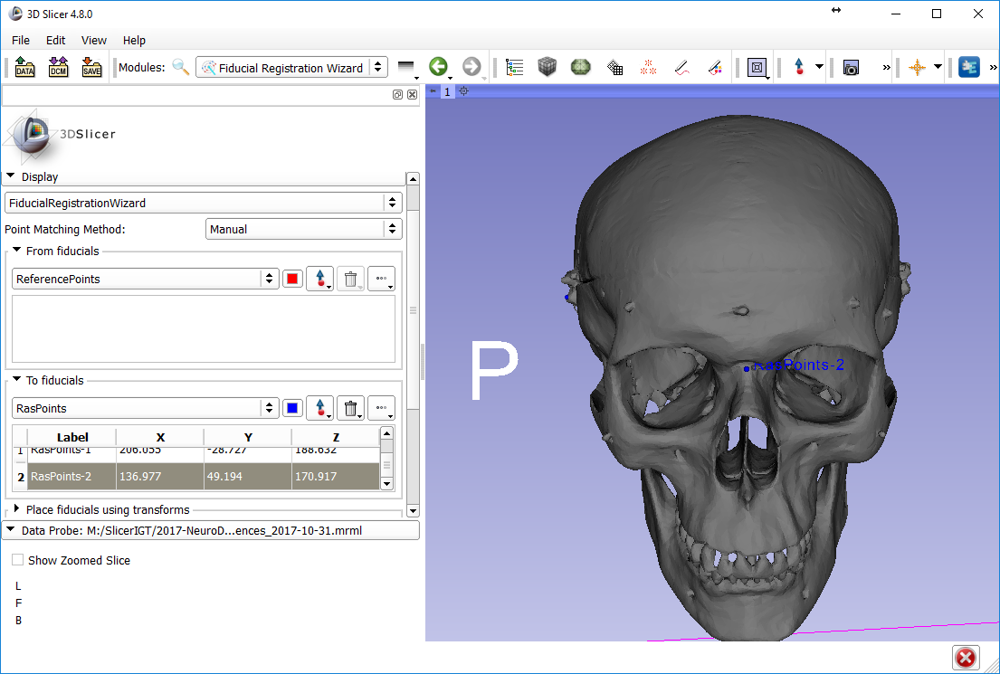 3D Slicer 4.8.0
File Edit View Help
DATA DCM SAVE Modules: Fiducial Registration Wizard
1
3DSlicer
Display
FiducialRegistrationWizard
Point Matching Method: Manual
From fiducials
ReferencePoints
To fiducials
RasPoints
Label X Y Z
1 RasPoints-1 206.055 -28.727 188.632
2 RasPoints-2 136.977 49.194 170.917
Place fiducials using transforms
Data Probe: M:/SlicerIGT/2017-NeuroD...ences_2017-10-31.mrml
Show Zoomed Slice
L
F
B
P
RasPoints-2